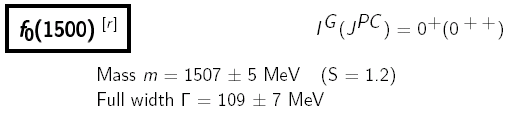 f₀(1500) [r] I^G(J^PC) = 0⁺(0⁺⁺)
Mass m = 1507 ± 5 MeV (S = 1.2)
Full width Γ = 109 ± 7 MeV